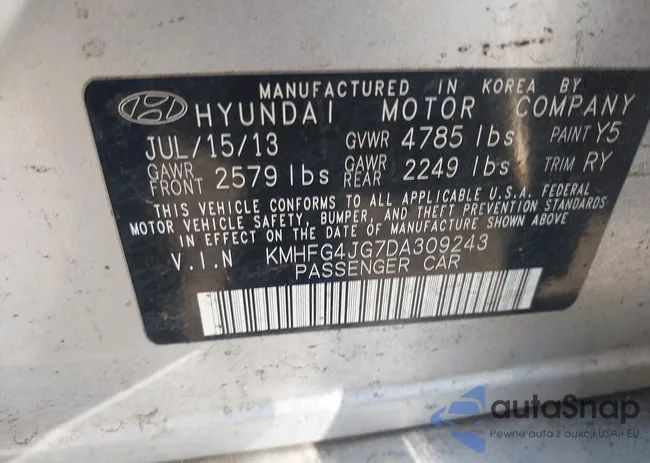 MANUFACTURED IN KOREA BY
HYUNDAI MOTOR COMPANY
JUL/15/13 GVWR 4785 lbs PAINT Y5
GAWR FRONT 2579 lbs GAWR REAR 2249 lbs TRIM RY
THIS VEHICLE CONFORMS TO ALL APPLICABLE U.S.A. FEDERAL
MOTOR VEHICLE SAFETY, BUMPER, AND THEFT PREVENTION STANDARDS
IN EFFECT ON THE DATE OF MANUFACTURE SHOWN ABOVE
V.I.N KMHFG4JG7DA309243
PASSENGER CAR
autaSnap
Pewne auta z aukcji USA i EU